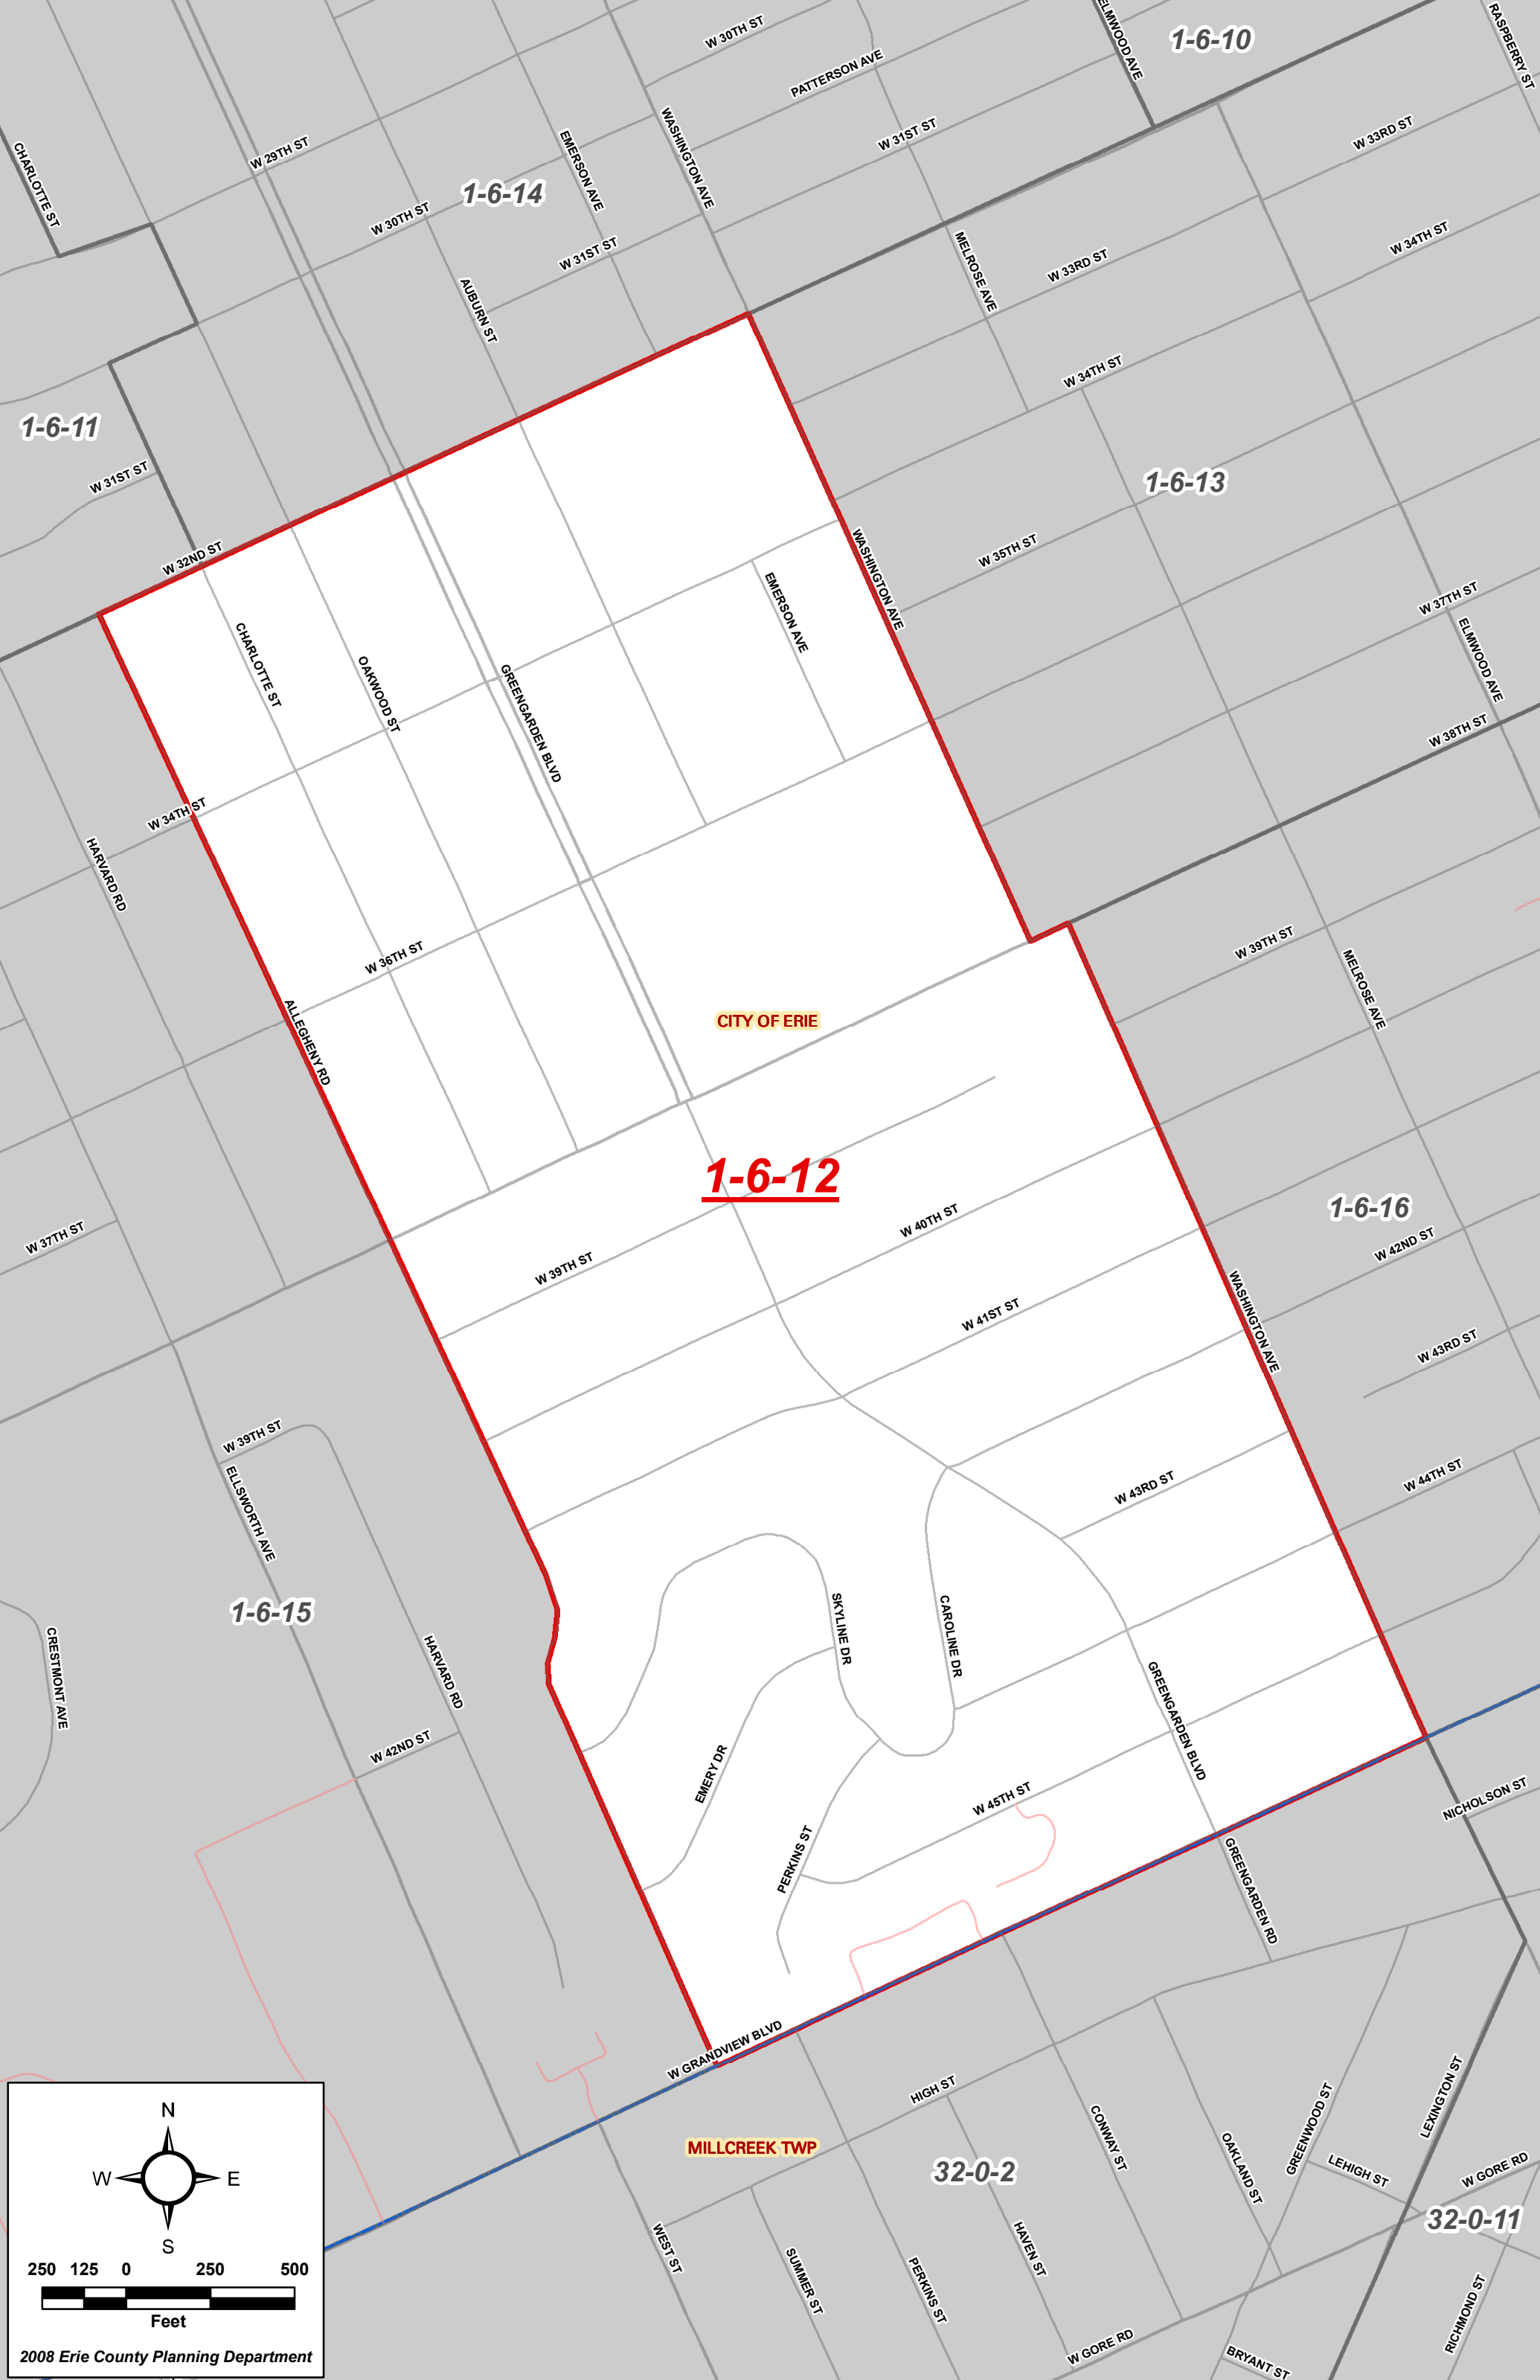 ELMWOOD AVE
RASPBERRY ST
W 30TH ST
1-6-10
PATTERSON AVE
WASHINGTON AVE
W 31ST ST
W 33RD ST
EMERSON AVE
CHARLOTTE ST
W 29TH ST
1-6-14
W 30TH ST
W 31ST ST
MELROSE AVE
W 33RD ST
W 34TH ST
AUBURN ST
W 34TH ST
1-6-11
W 31ST ST
1-6-13
W 32ND ST
WASHINGTON AVE
W 35TH ST
EMERSON AVE
W 37TH ST
ELMWOOD AVE
CHARLOTTE ST
OAKWOOD ST
GREENGARDEN BLVD
W 38TH ST
W 34TH ST
HARVARD RD
W 36TH ST
W 39TH ST
MELROSE AVE
ALLEGHENY RD
CITY OF ERIE
1-6-12
1-6-16
W 37TH ST
W 40TH ST
W 42ND ST
W 39TH ST
W 41ST ST
WASHINGTON AVE
W 43RD ST
W 39TH ST
ELLSWORTH AVE
W 43RD ST
W 44TH ST
1-6-15
SKYLINE DR
CAROLINE DR
CRESTMONT AVE
HARVARD RD
GREENGARDEN BLVD
W 42ND ST
EMERY DR
W 45TH ST
NICHOLSON ST
PERKINS ST
GREENGARDEN RD
W GRANDVIEW BLVD
HIGH ST
CONWAY ST
OAKLAND ST
GREENWOOD ST
LEXINGTON ST
MILLCREEK TWP
32-0-2
LEHIGH ST
W GORE RD
32-0-11
WEST ST
SUMMER ST
PERKINS ST
HAVEN ST
W GORE RD
BRYANT ST
RICHMOND ST
N
W E
S
250 125 0 250 500
Feet
2008 Erie County Planning Department